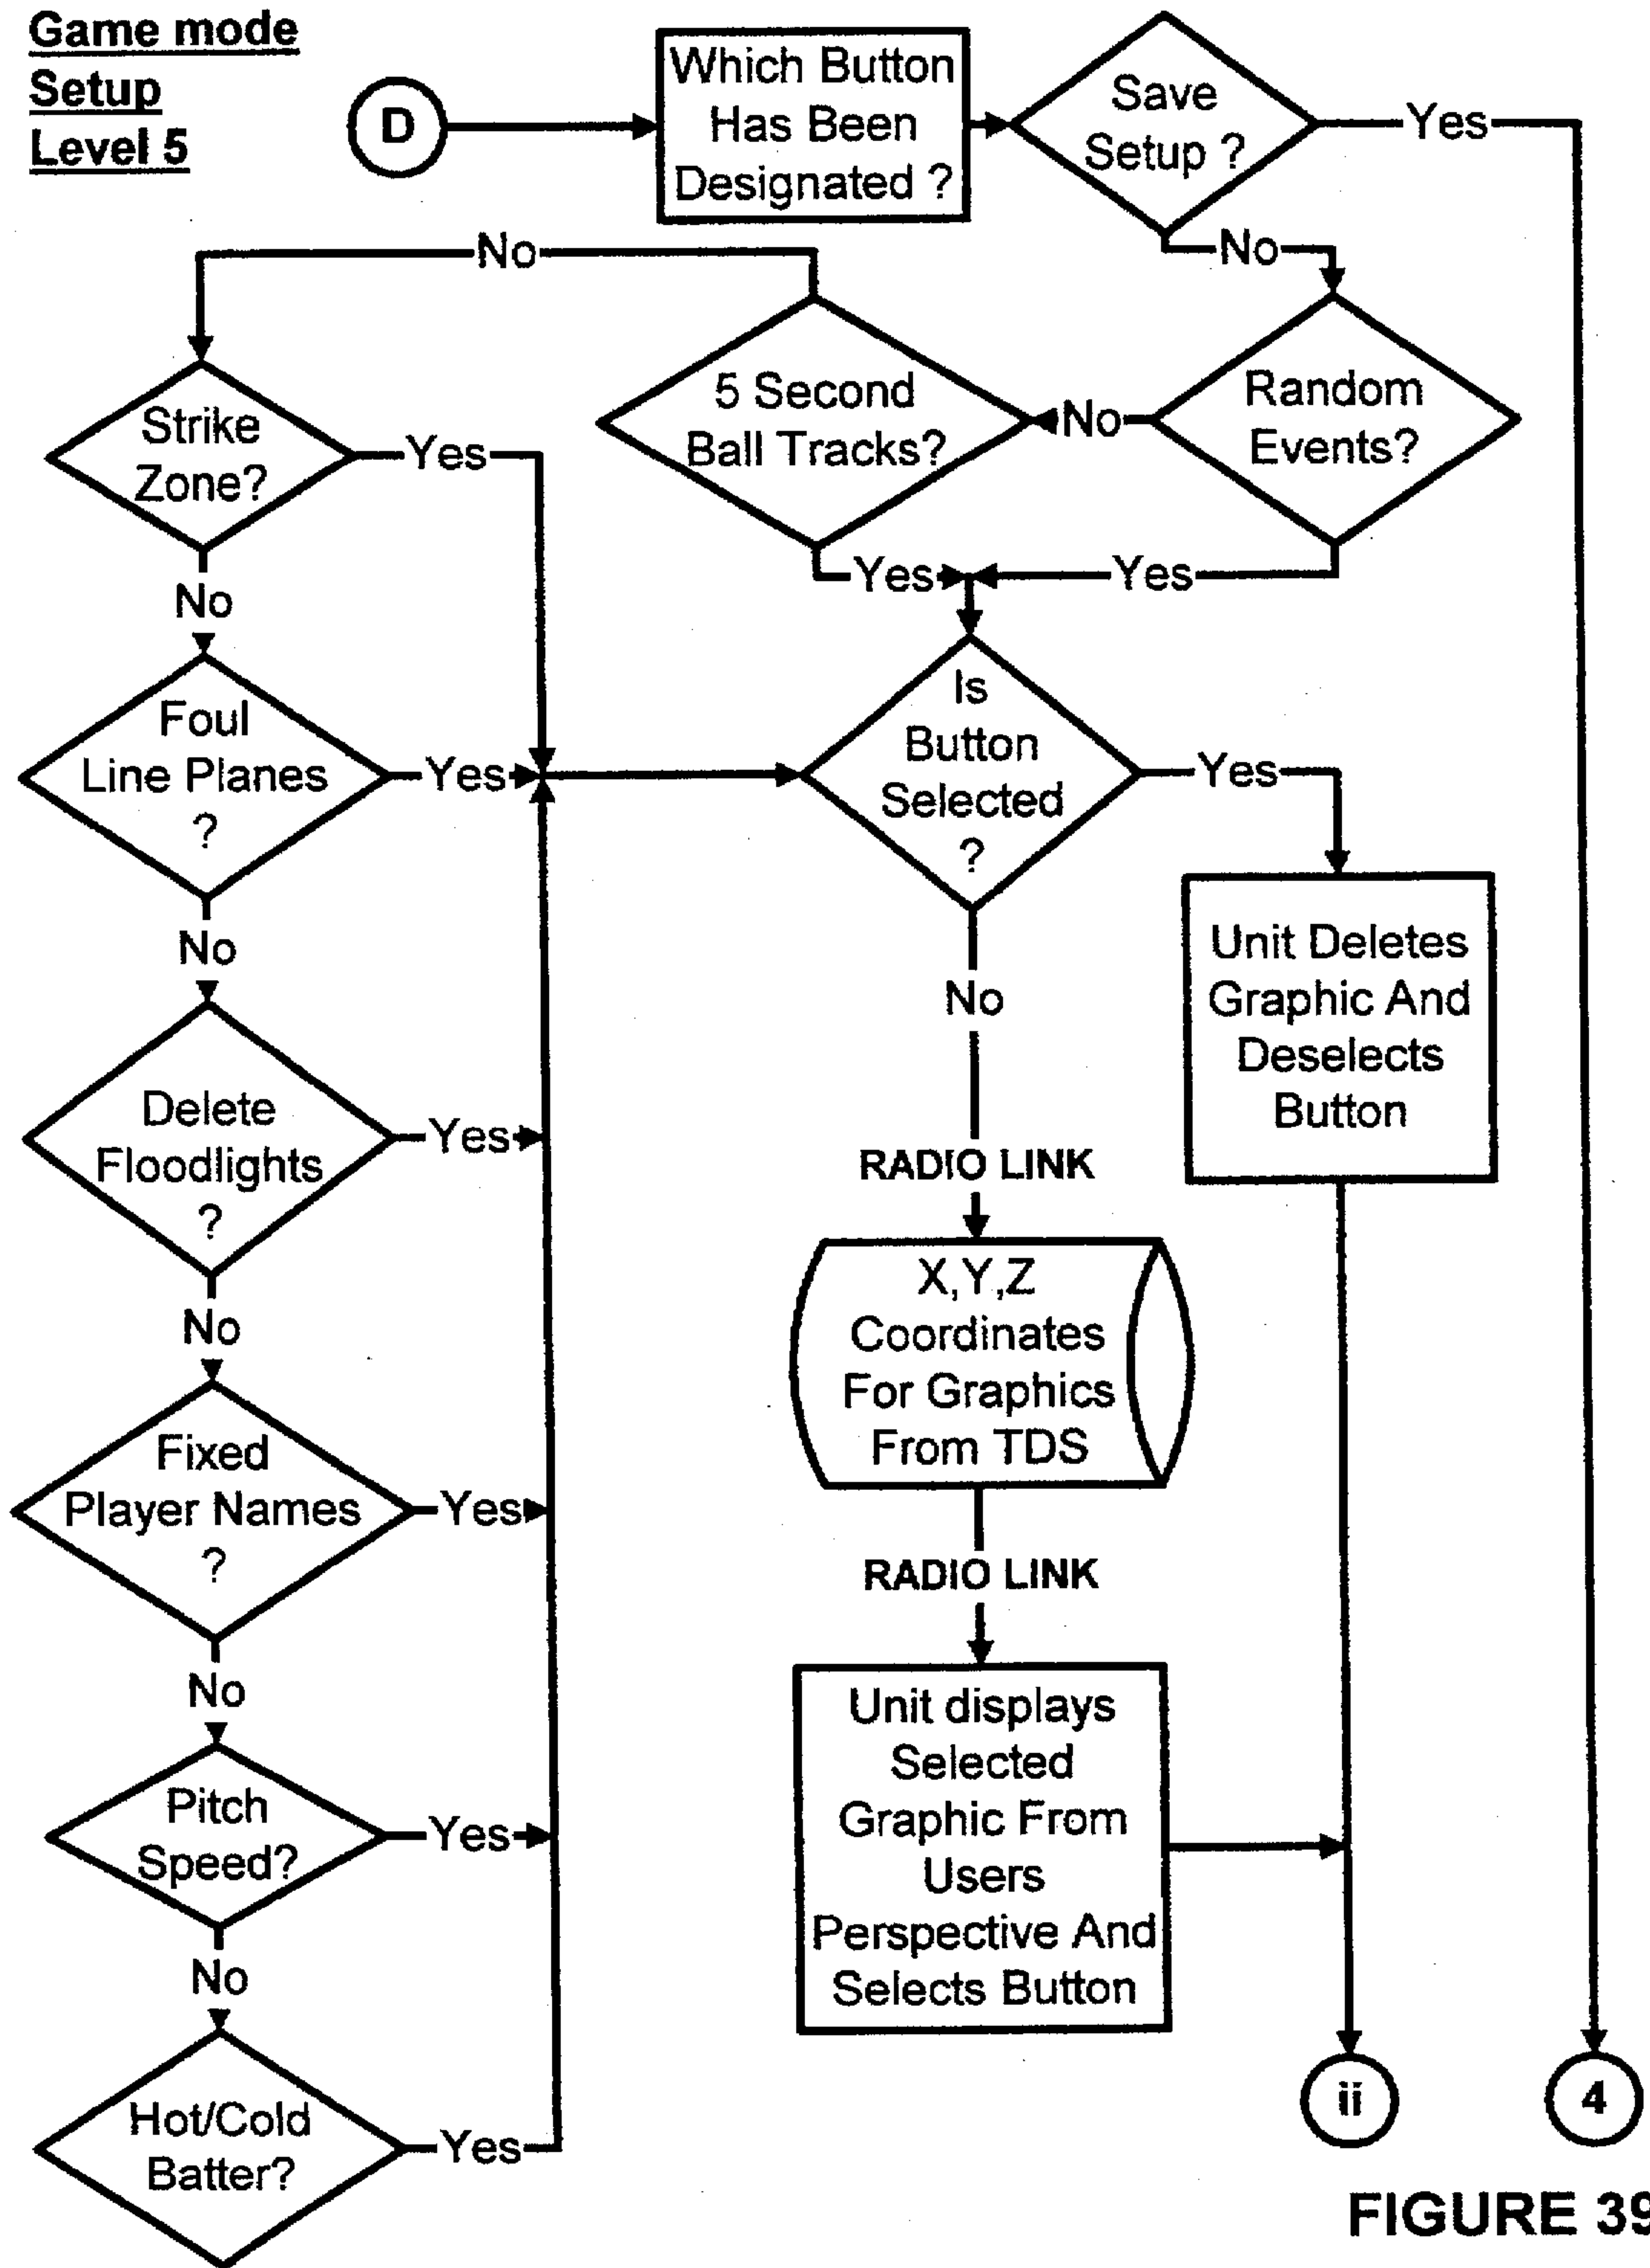 Game mode
Setup
Level 5
D
Which Button
Has Been
Designated ?
Save
Setup ?
Yes
No
Random
Events?
No
Yes
5 Second
Ball Tracks?
No
Yes
Strike
Zone?
Yes
No
Foul
Line Planes
?
Yes
No
Delete
Floodlights
?
Yes
No
Fixed
Player Names
?
Yes
No
Pitch
Speed?
Yes
No
Hot/Cold
Batter?
Yes
Is
Button
Selected
?
Yes
No
Unit Deletes
Graphic And
Deselects
Button
RADIO LINK
X,Y,Z
Coordinates
For Graphics
From TDS
RADIO LINK
Unit displays
Selected
Graphic From
Users
Perspective And
Selects Button
ii
4
FIGURE 39